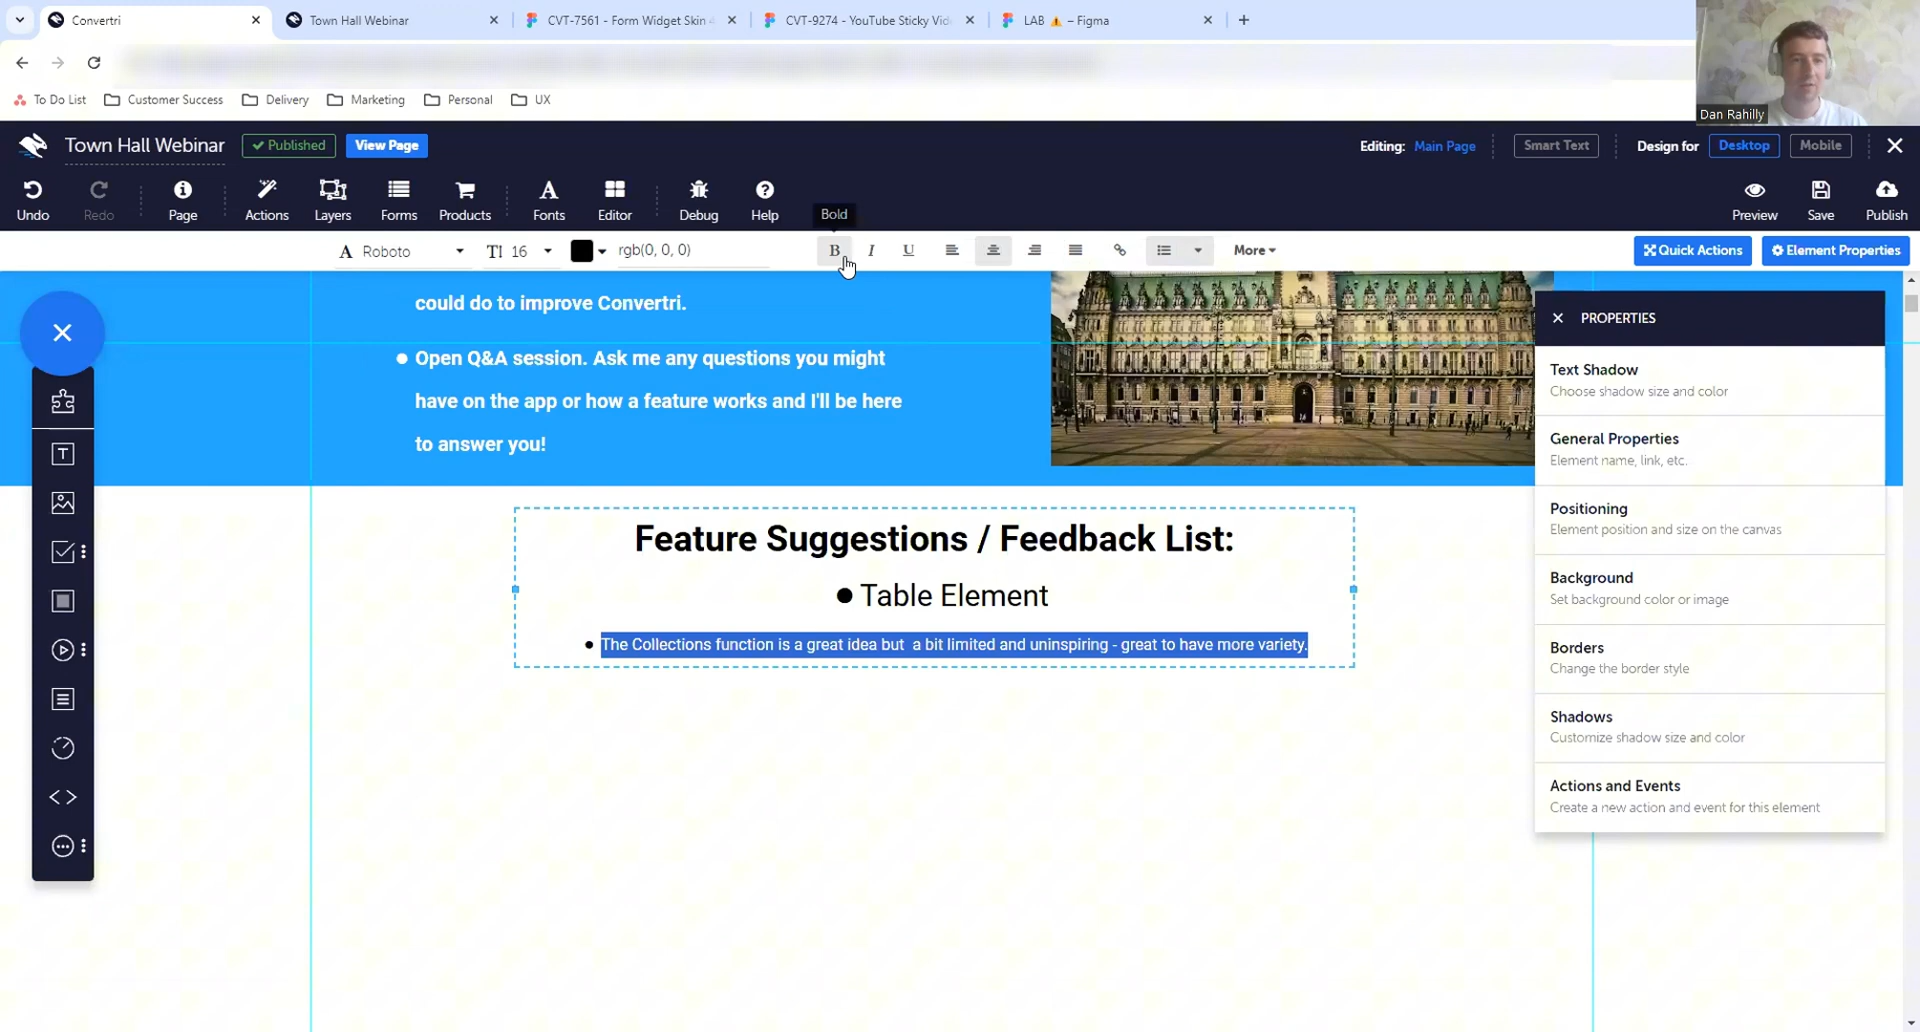 Convertri
Town Hall Webinar
CVT-7561 - Form Widget Skin
CVT-9274 - YouTube Sticky Vid
LAB ⚠ – Figma
To Do List
Customer Success
Delivery
Marketing
Personal
UX
Dan Rahilly
Town Hall Webinar
Published
View Page
Editing: Main Page
Smart Text
Design for
Desktop
Mobile
Undo
Redo
Page
Actions
Layers
Forms
Products
Fonts
Editor
Debug
Help
Bold
Preview
Save
Publish
A Roboto
TI 16
rgb(0, 0, 0)
B
I
U
More
Quick Actions
Element Properties
could do to improve Convertri.
● Open Q&A session. Ask me any questions you might
have on the app or how a feature works and I'll be here
to answer you!
Feature Suggestions / Feedback List:
● Table Element
● The Collections function is a great idea but  a bit limited and uninspiring - great to have more variety.
PROPERTIES
Text Shadow
Choose shadow size and color
General Properties
Element name, link, etc.
Positioning
Element position and size on the canvas
Background
Set background color or image
Borders
Change the border style
Shadows
Customize shadow size and color
Actions and Events
Create a new action and event for this element